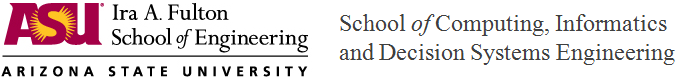 ASU Ira A. Fulton
School of Engineering
ARIZONA STATE UNIVERSITY
School of Computing, Informatics
and Decision Systems Engineering